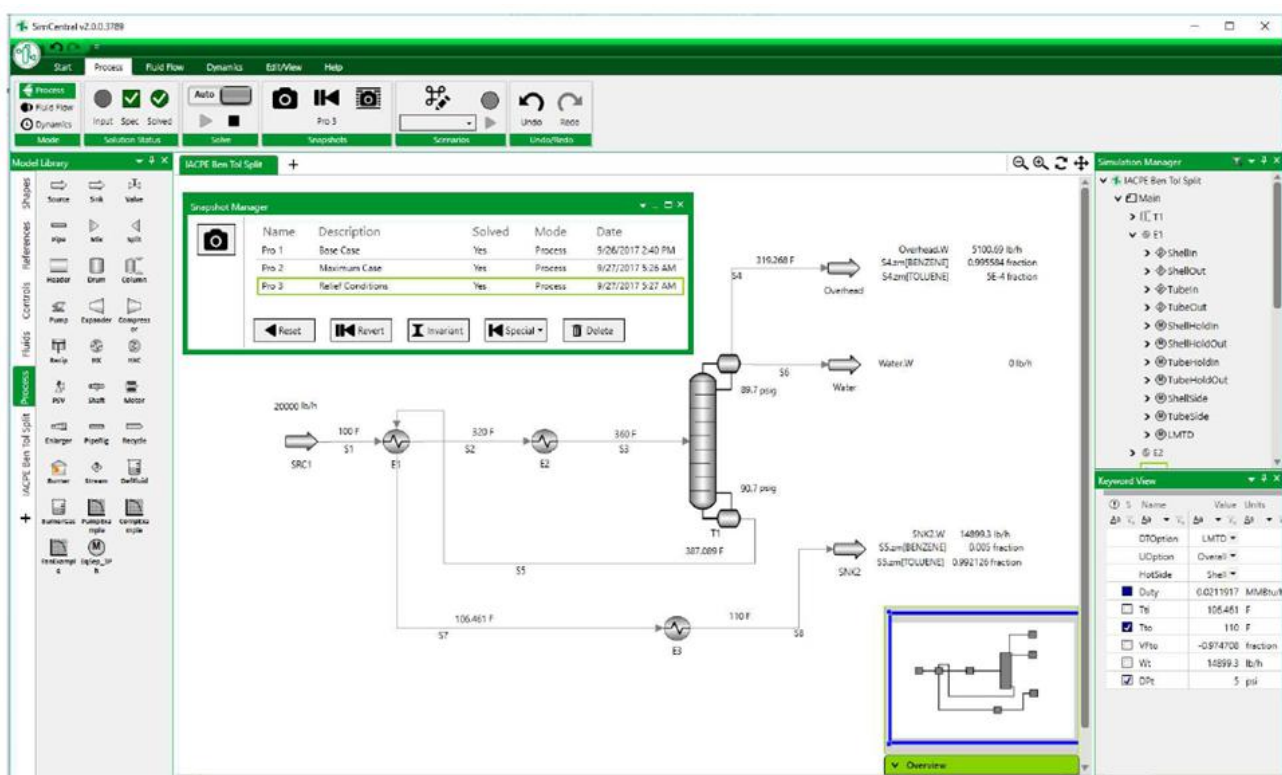 SimCentral v2.0.0.3789
Start Process Fluid Flow Dynamics Edit/View Help
Process
Fluid Flow
Dynamics
Mode
Input Spec Solved
Solution Status
Auto
Solve
Pro 3
Snapshots
Scenarios
Undo Redo
Undo/Redo
Model Library
Shapes
References
Controls
Fluids
Process
IACPE Ben Tol Split
+
Source Sink Valve
Pipe Mix Split
Header Drum Column
Pump Expander Compressor
Recip HX
PSV Shaft Motor
Enlarger PipeRig Recycle
Burner Stream DefFluid
BurnerGas PumpExample CompExample
FanExample EqSep_3Ph
IACPE Ben Tol Split +
Snapshot Manager
Name Description Solved Mode Date
Pro 1 Base Case Yes Process 9/26/2017 2:40 PM
Pro 2 Maximum Case Yes Process 9/27/2017 5:26 AM
Pro 3 Relief Conditions Yes Process 9/27/2017 5:27 AM
Reset Revert Invariant Special Delete
319.268 F
S4
Overhead
Overhead.W 5100.69 lb/h
S4.zm[BENZENE] 0.995584 fraction
S4.zm[TOLUENE] 5E-4 fraction
S6
Water
Water.W 0 lb/h
89.7 psig
20000 lb/h
100 F
S1
SRC1
E1
320 F
S2
E2
360 F
S3
90.7 psig
T1
387.089 F
S5
SNK2.W 14899.3 lb/h
S5.zm[BENZENE] 0.005 fraction
S5.zm[TOLUENE] 0.992126 fraction
SNK2
106.461 F
S7
E3
110 F
S8
Overview
Simulation Manager
IACPE Ben Tol Split
Main
T1
E1
ShellIn
ShellOut
TubeIn
TubeOut
ShellHoldIn
ShellHoldOut
TubeHoldIn
TubeHoldOut
ShellSide
TubeSide
LMTD
E2
Keyword View
S Name Value Units
DTOption LMTD
UOption Overall
HotSide Shell
Duty 0.0211917 MMBtu/h
Tti 106.461 F
Tto 110 F
VFto -0.974708 fraction
Wt 14899.3 lb/h
DPt 5 psi